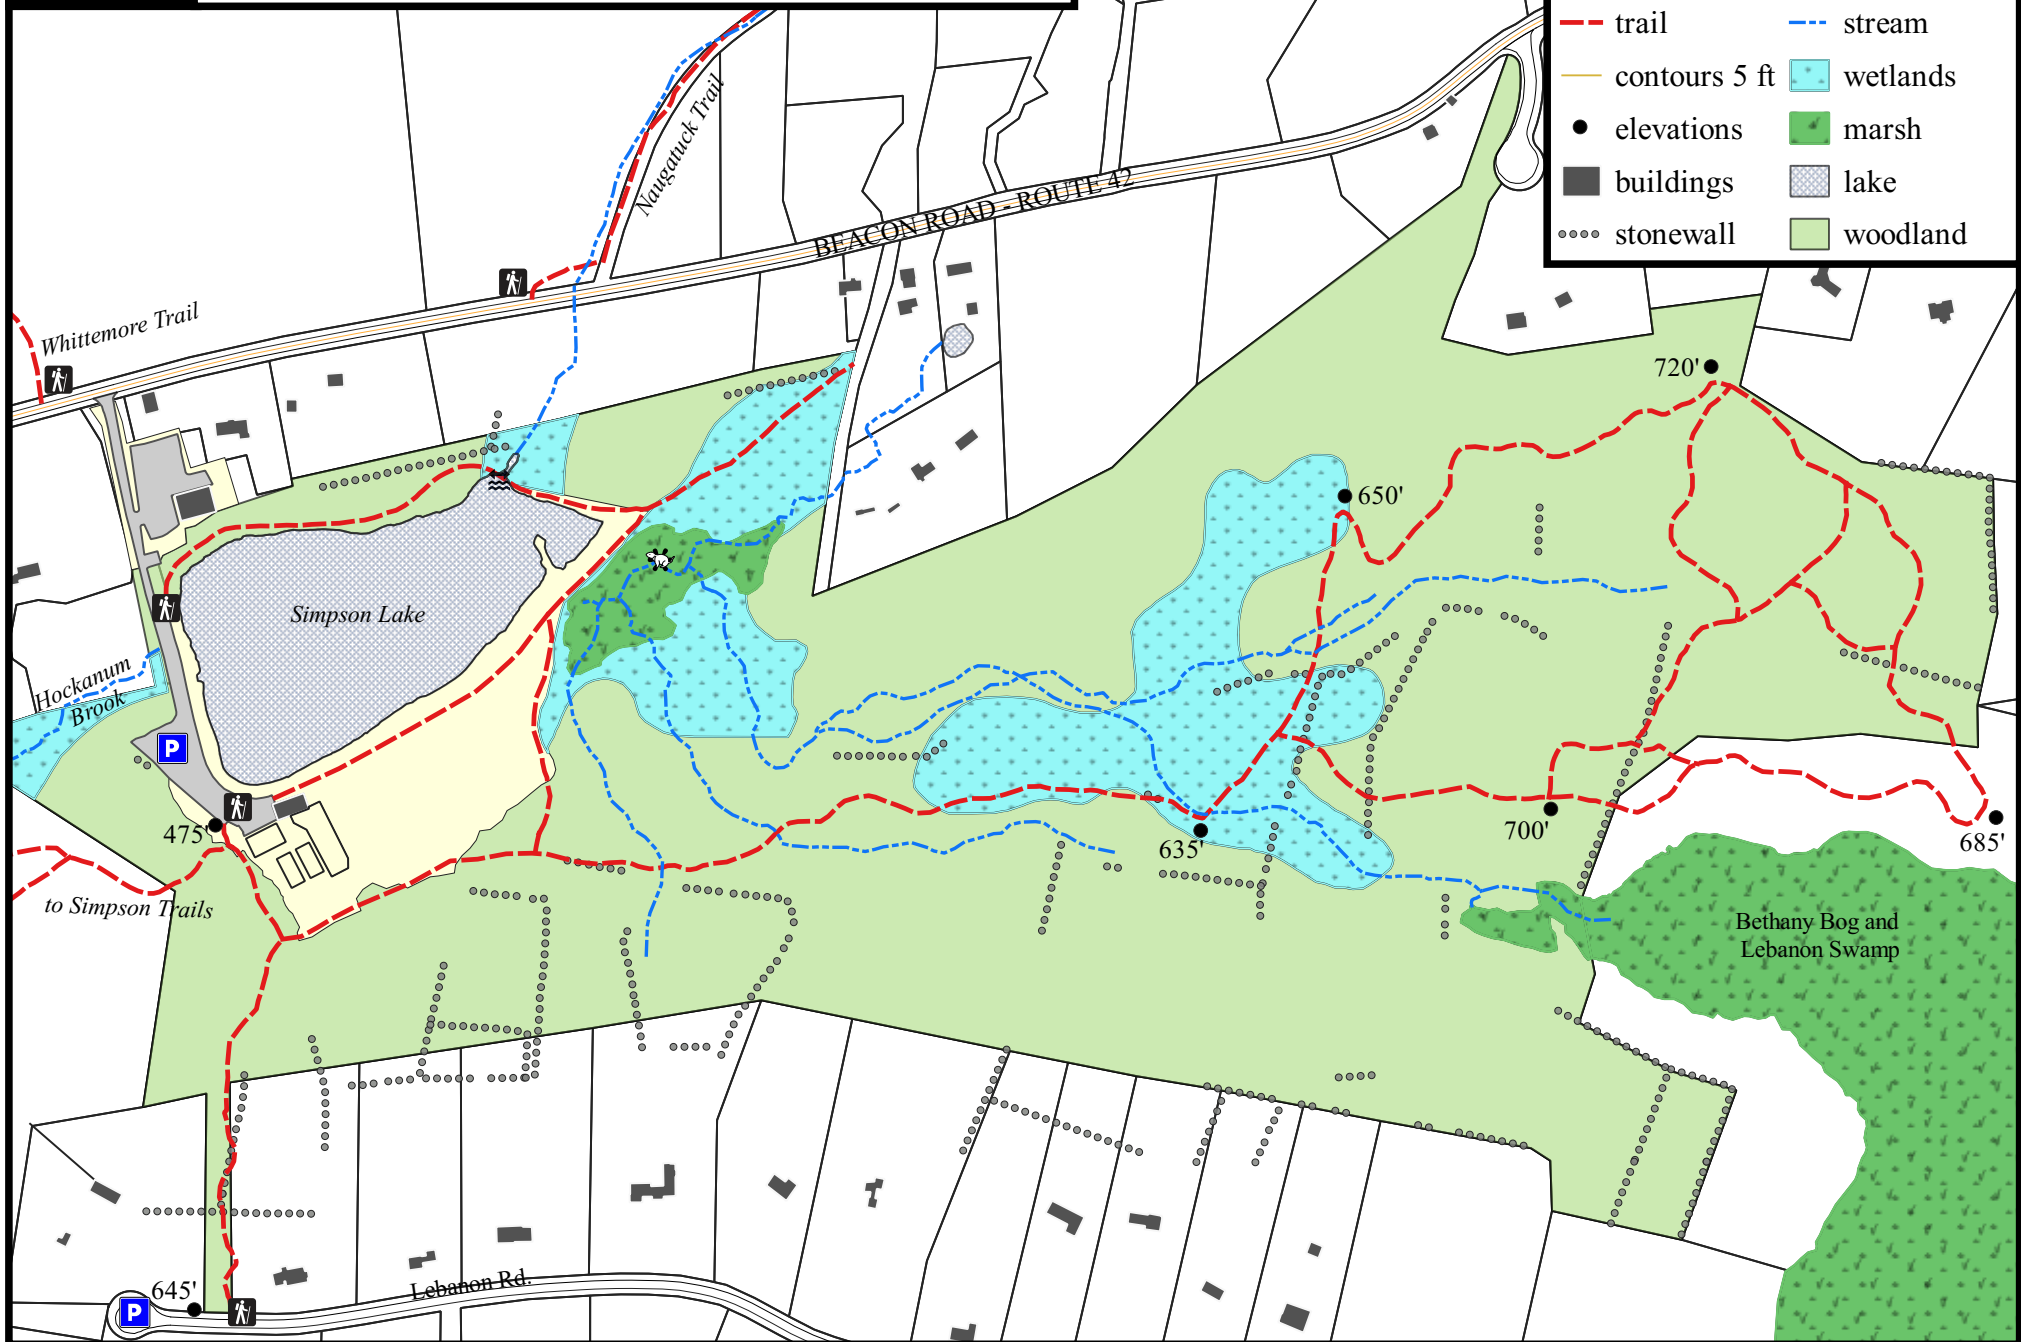 trail
stream
contours 5 ft
wetlands
elevations
marsh
buildings
lake
stonewall
woodland
Naugatuck Trail
BEACON ROAD - ROUTE 42
Whittemore Trail
720'
650'
Simpson Lake
Hockanum
Brook
P
475'
635'
700'
685'
to Simpson Trails
Bethany Bog and
Lebanon Swamp
645'
Lebanon Rd.
P